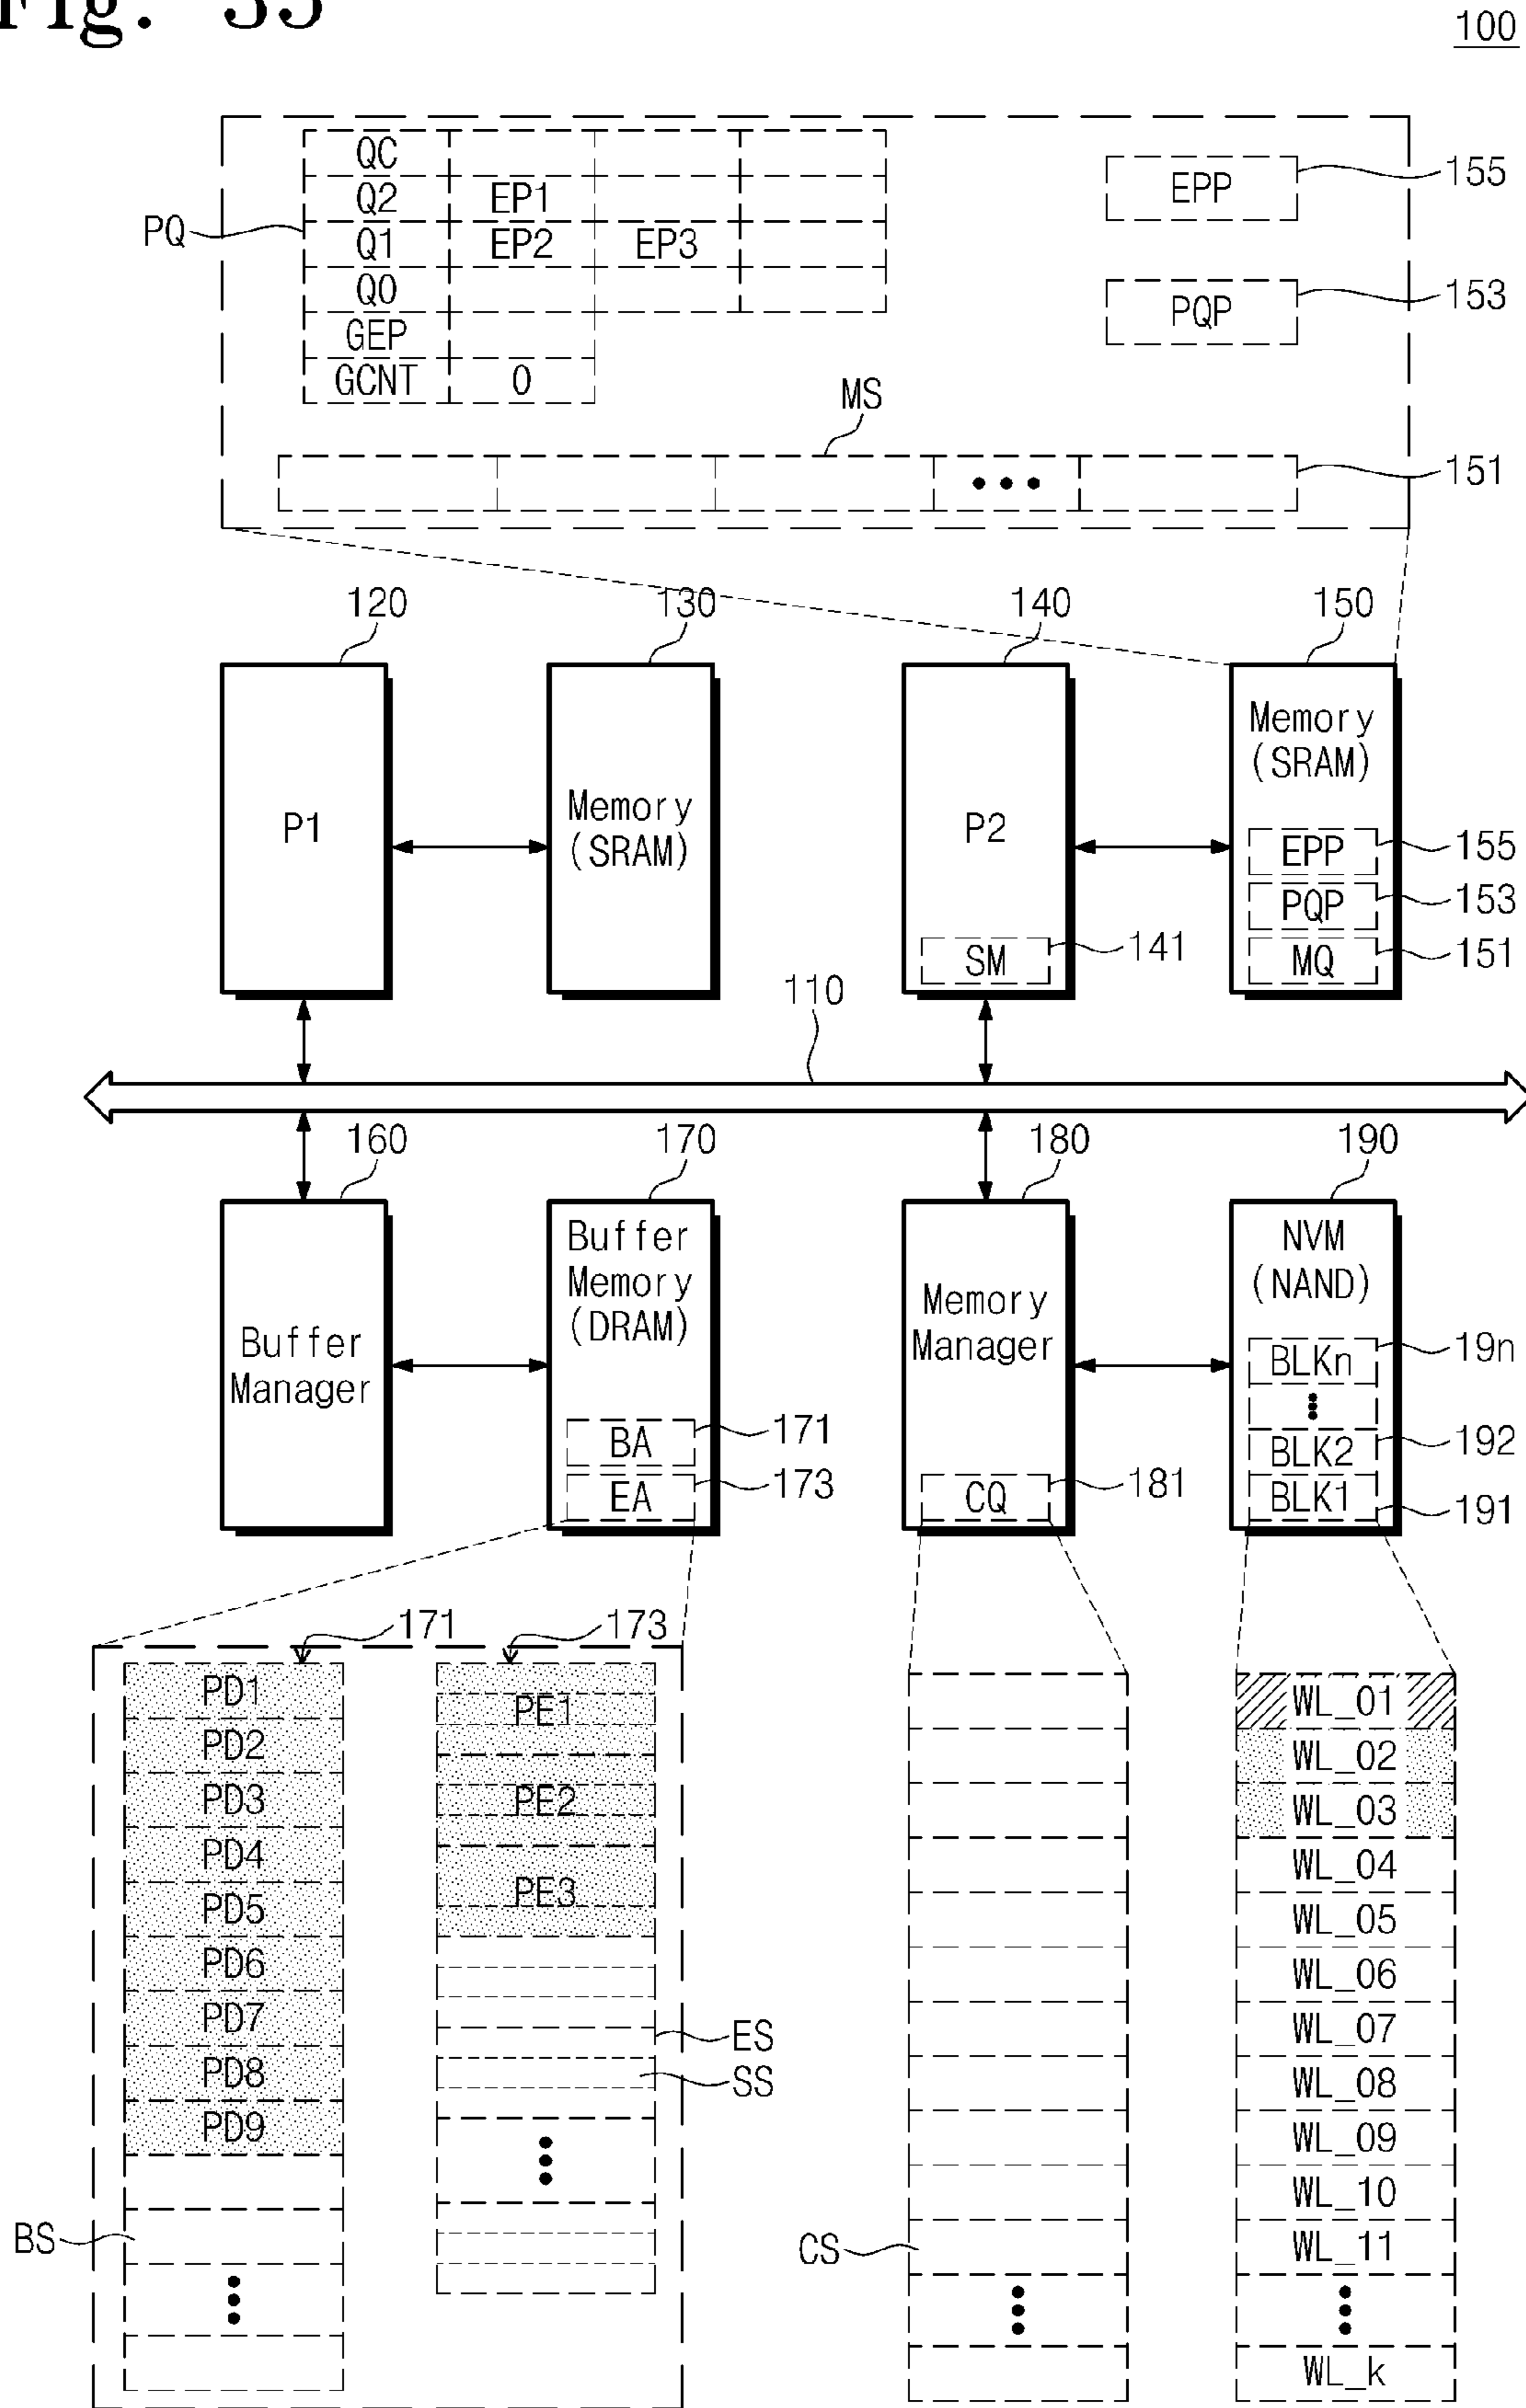 Fig. 35
100
QC
Q2 EP1
PQ
Q1 EP2 EP3
Q0
GEP
GCNT 0
EPP 155
PQP 153
MS
151
120 130 140 150
P1
Memory
(SRAM)
P2
SM 141
Memory
(SRAM)
EPP 155
PQP 153
MQ 151
110
160 170 180 190
Buffer
Manager
Buffer
Memory
(DRAM)
BA 171
EA 173
Memory
Manager
CQ 181
NVM
(NAND)
BLKn 19n
BLK2 192
BLK1 191
171 173
PD1
PD2
PD3
PD4
PD5
PD6
PD7
PD8
PD9
BS
PE1
PE2
PE3
ES
SS
CS
WL_01
WL_02
WL_03
WL_04
WL_05
WL_06
WL_07
WL_08
WL_09
WL_10
WL_11
WL_k